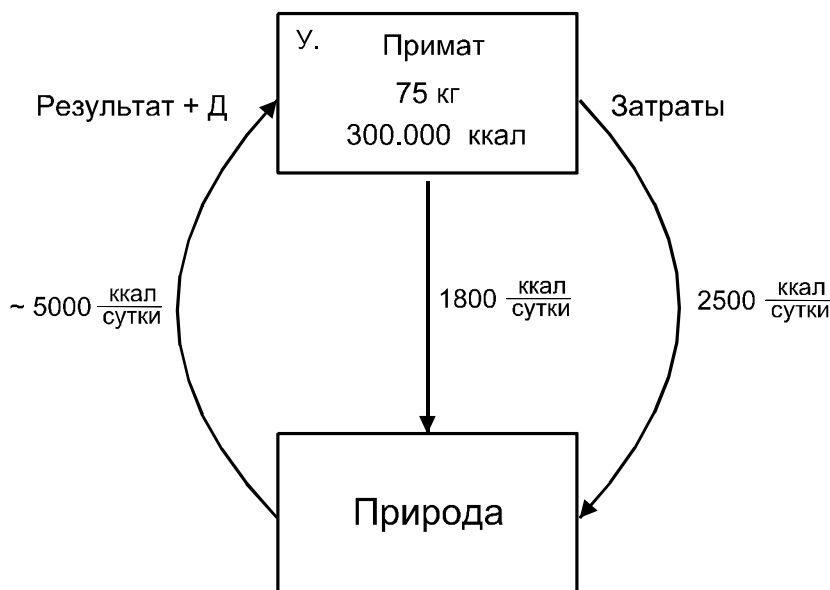 У.
Примат
75 кг
300.000 ккал
Результат + Д
Затраты
~ 5000 ккал/сутки
1800 ккал/сутки
2500 ккал/сутки
Природа